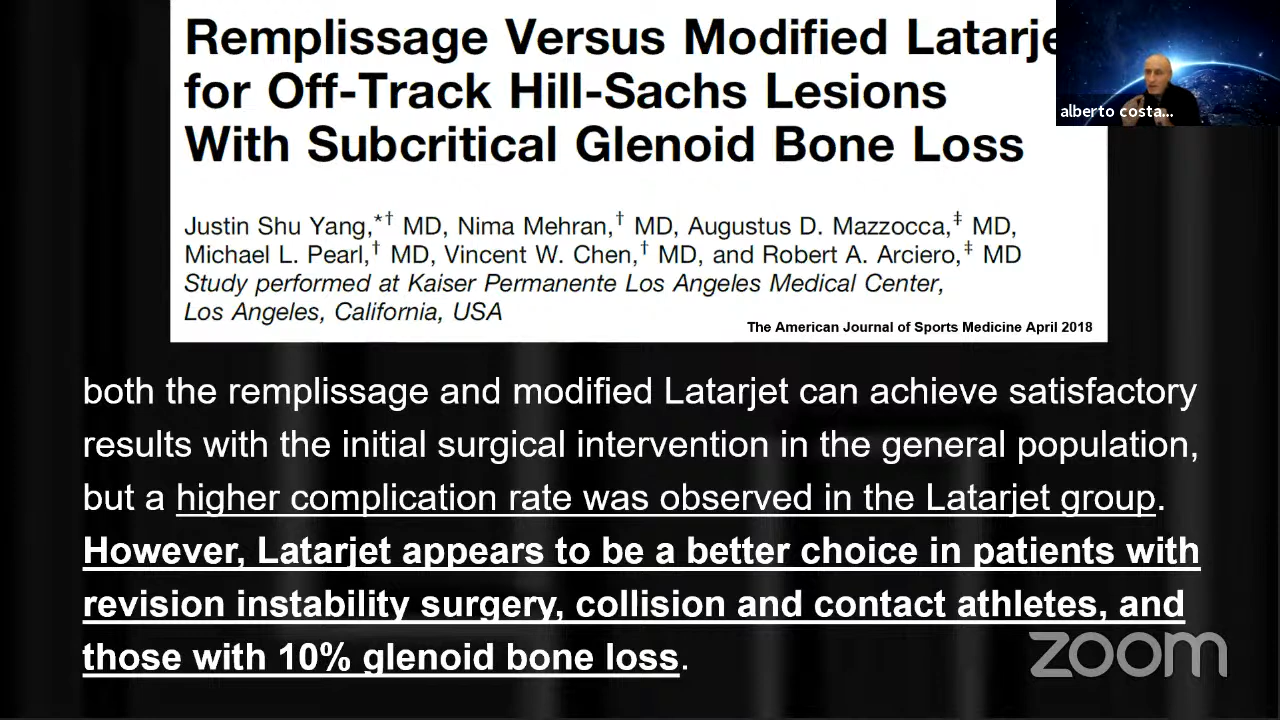 Remplissage Versus Modified Latarje
for Off-Track Hill-Sachs Lesions
With Subcritical Glenoid Bone Loss
alberto costa...
Justin Shu Yang,*† MD, Nima Mehran,† MD, Augustus D. Mazzocca,‡ MD,
Michael L. Pearl,† MD, Vincent W. Chen,† MD, and Robert A. Arciero,‡ MD
Study performed at Kaiser Permanente Los Angeles Medical Center,
Los Angeles, California, USA
The American Journal of Sports Medicine April 2018
both the remplissage and modified Latarjet can achieve satisfactory
results with the initial surgical intervention in the general population,
but a higher complication rate was observed in the Latarjet group.
However, Latarjet appears to be a better choice in patients with
revision instability surgery, collision and contact athletes, and
those with 10% glenoid bone loss.
zoom